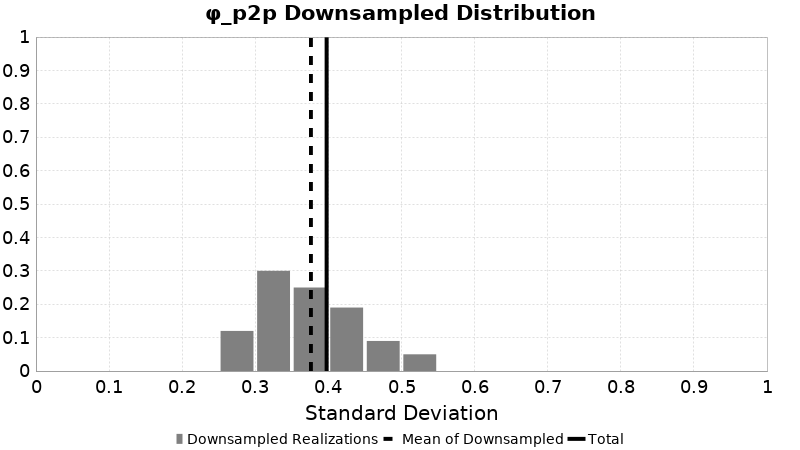 φ_p2p Downsampled Distribution
1
0.9
0.8
0.7
0.6
0.5
0.4
0.3
0.2
0.1
0
0 0.1 0.2 0.3 0.4 0.5 0.6 0.7 0.8 0.9 1
Standard Deviation
Downsampled Realizations Mean of Downsampled Total